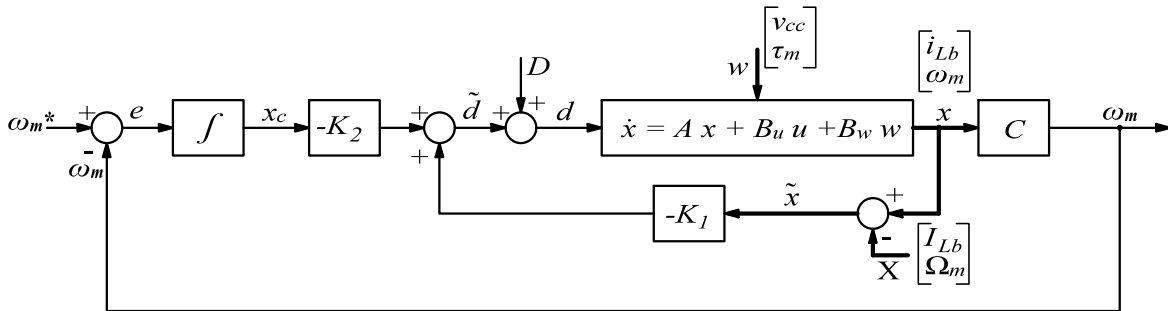 v_cc
τ_m
i_Lb
ω_m
w
D
ω_m* + e ∫ x_c -K_2 + d̃ + + d ẋ = A x + B_u u +B_w w x C ω_m
-
ω_m
+
-K_1 x̃ +
-
X
I_Lb
Ω_m